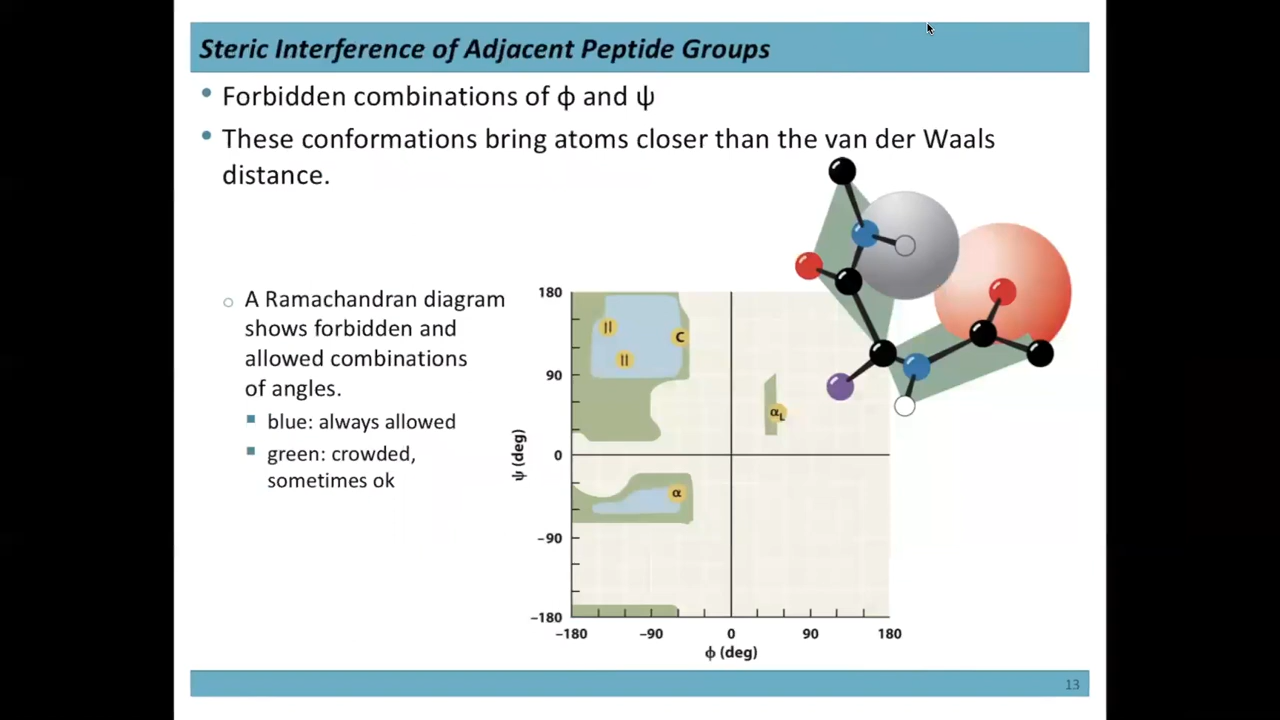 Steric Interference of Adjacent Peptide Groups
• Forbidden combinations of ϕ and ψ
• These conformations bring atoms closer than the van der Waals
distance.
○ A Ramachandran diagram
shows forbidden and
allowed combinations
of angles.
▪ blue: always allowed
▪ green: crowded,
sometimes ok
180
90
0
−90
−180
ψ (deg)
C
αL
α
−180 −90 0 90 180
ϕ (deg)
13